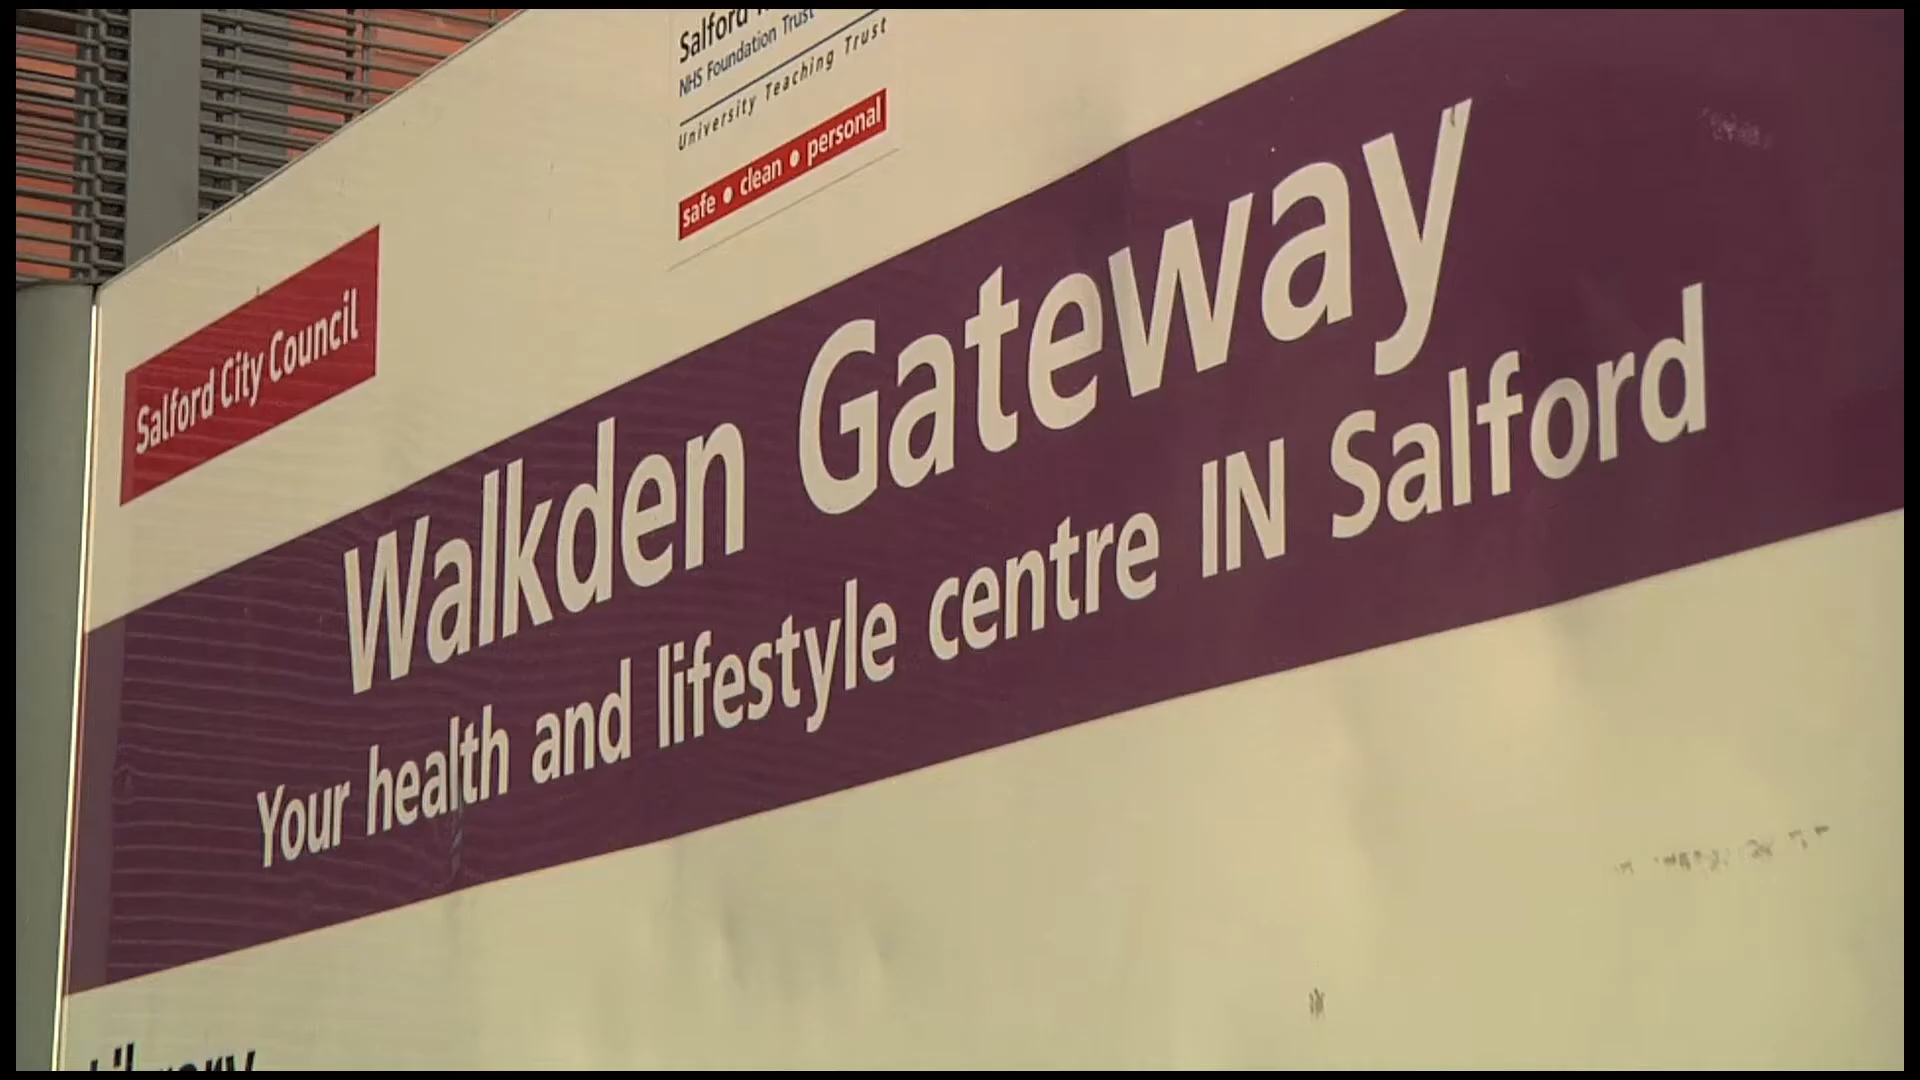 Salford
NHS Foundation Trust
University Teaching Trust
safe • clean • personal
Salford City Council
Walkden Gateway
Your health and lifestyle centre IN Salford
Library